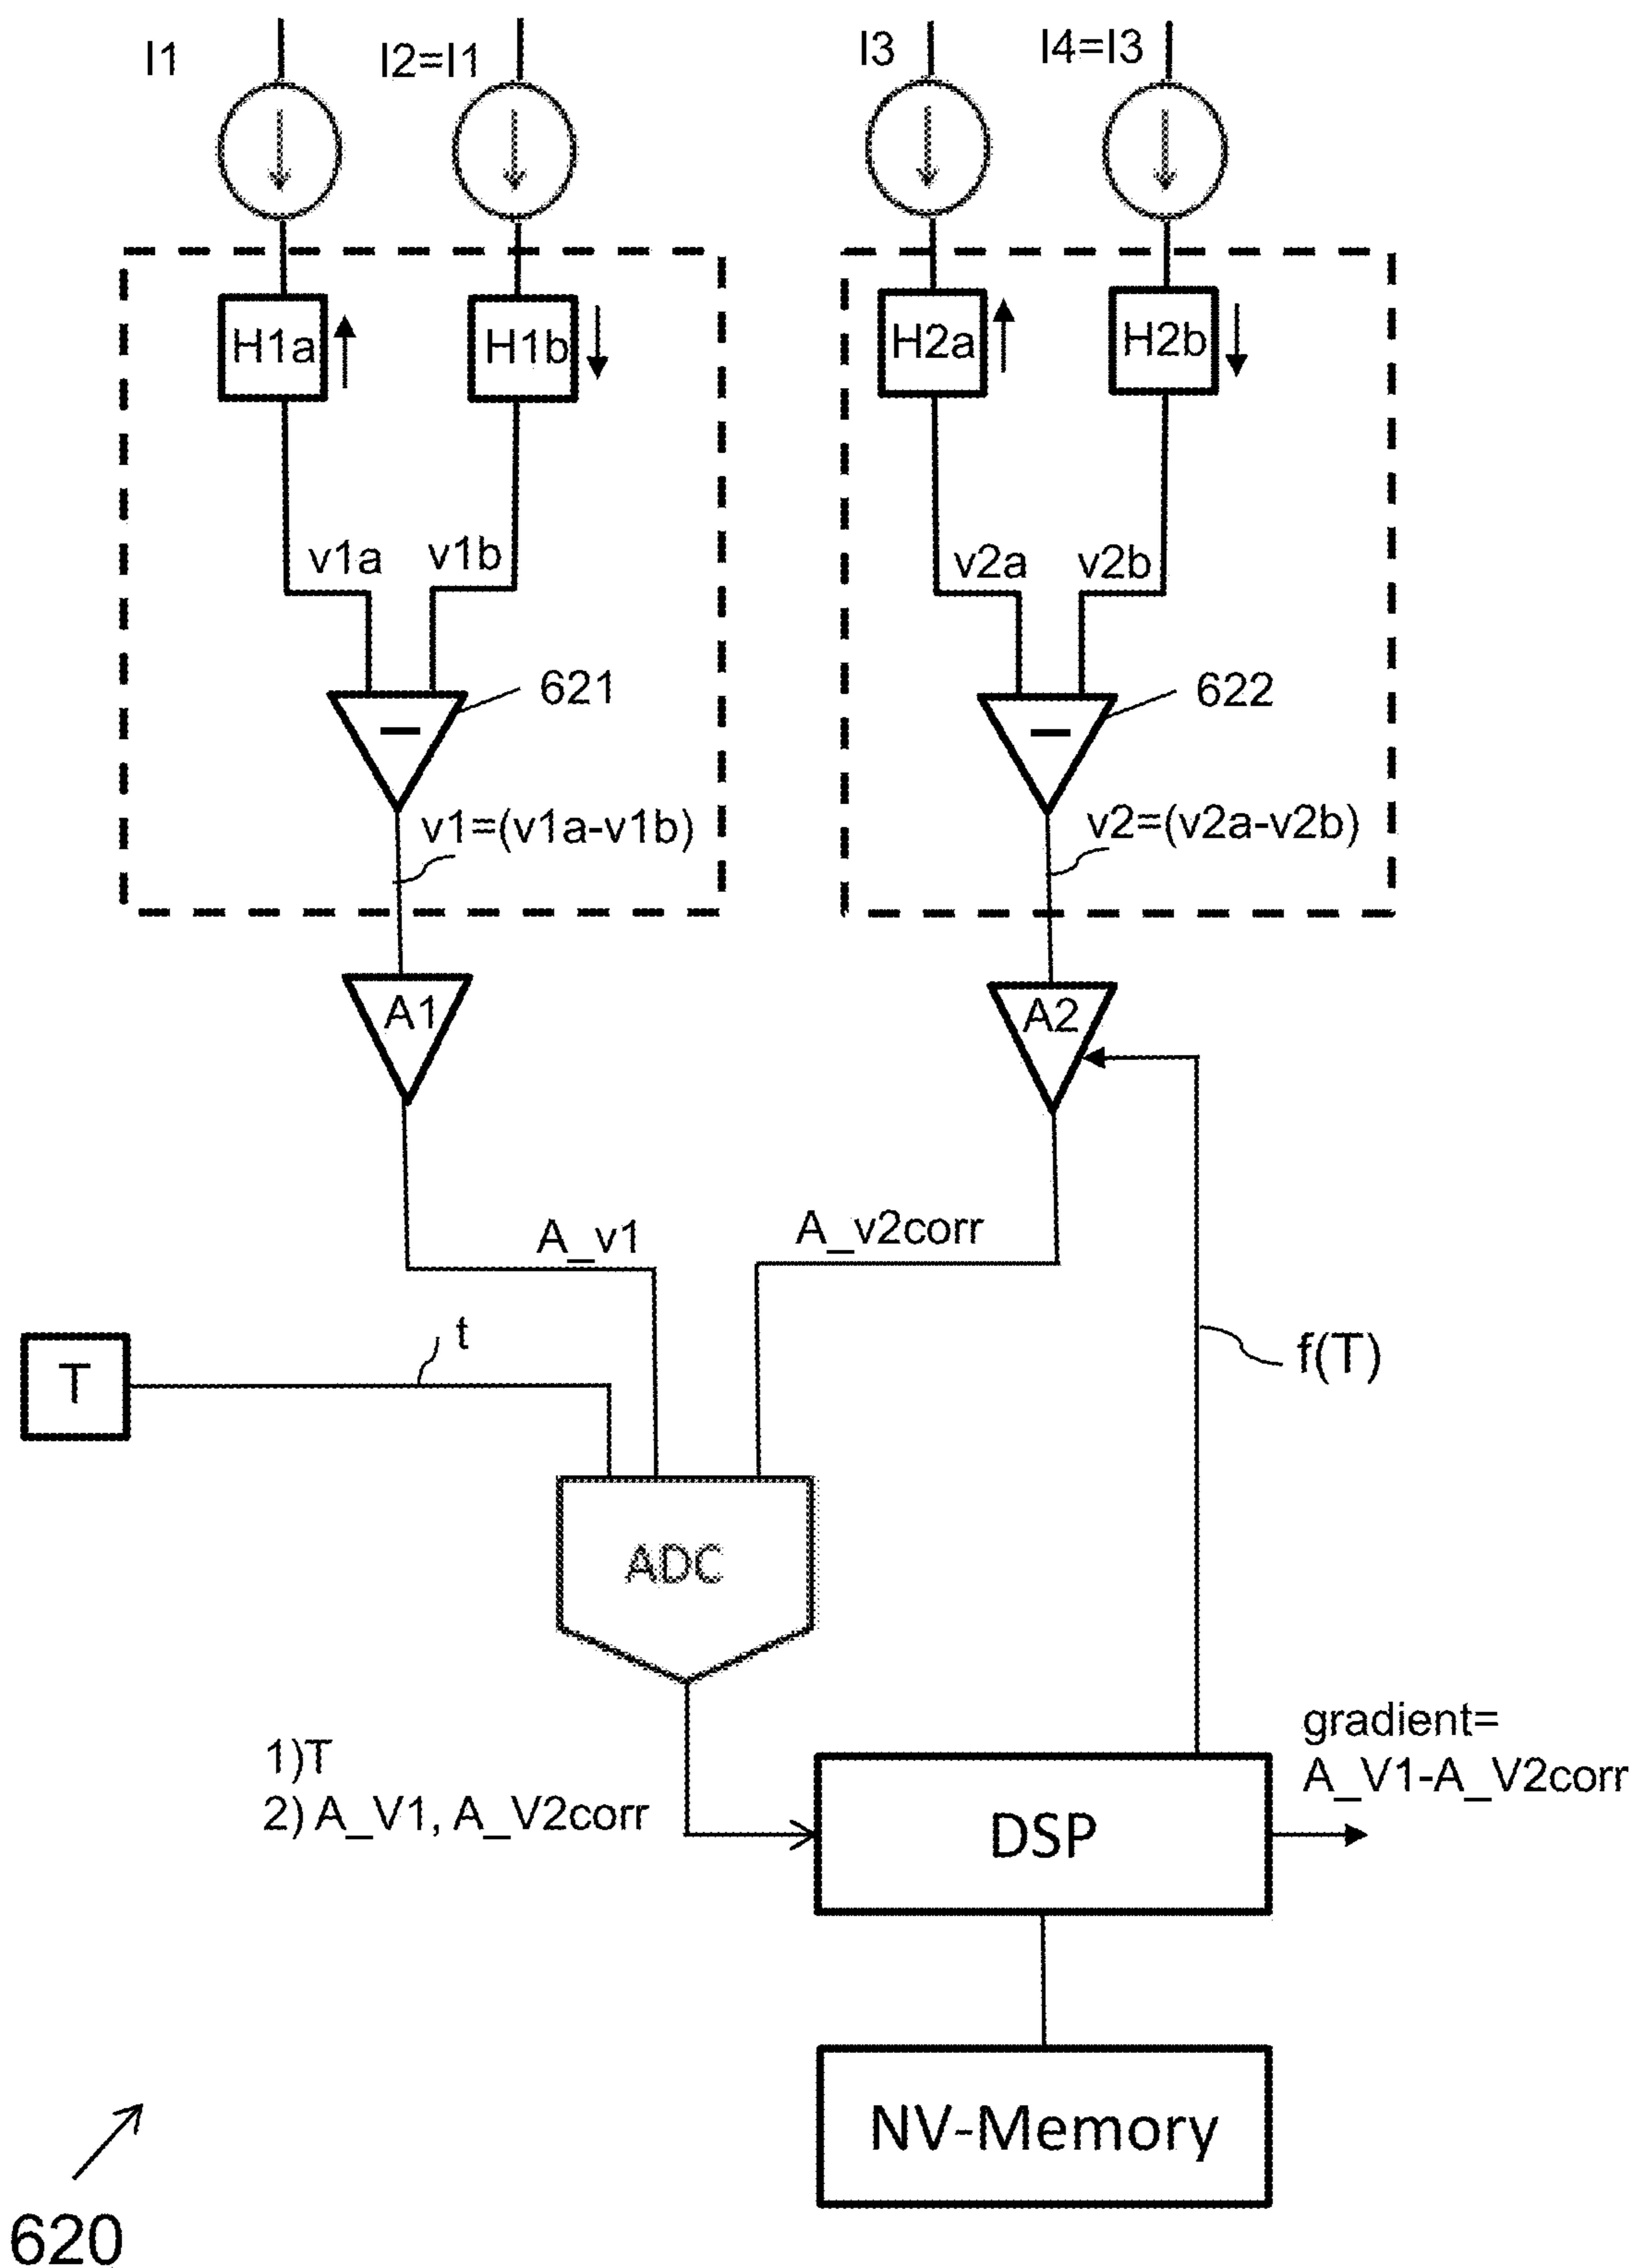 I1
I2=I1
I3
I4=I3
H1a
H1b
H2a
H2b
v1a
v1b
v2a
v2b
621
622
v1=(v1a-v1b)
v2=(v2a-v2b)
A1
A2
A_v1
A_v2corr
t
T
f(T)
ADC
1)T
2) A_V1, A_V2corr
gradient=
A_V1-A_V2corr
DSP
NV-Memory
620